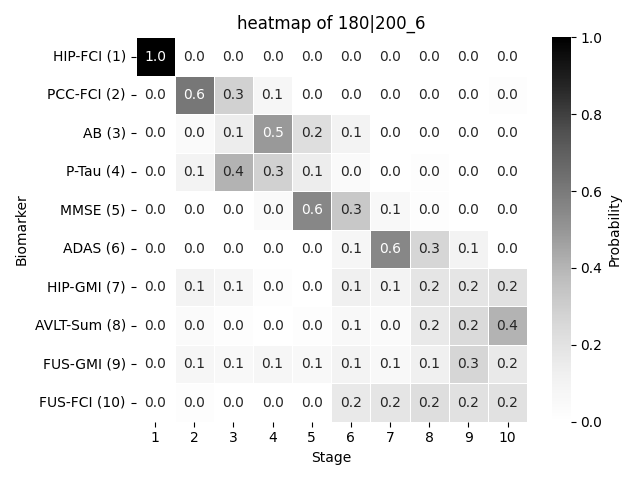 heatmap of 180|200_6
HIP-FCI (1) 1.0 0.0 0.0 0.0 0.0 0.0 0.0 0.0 0.0 0.0
PCC-FCI (2) 0.0 0.6 0.3 0.1 0.0 0.0 0.0 0.0 0.0 0.0
AB (3) 0.0 0.0 0.1 0.5 0.2 0.1 0.0 0.0 0.0 0.0
P-Tau (4) 0.0 0.1 0.4 0.3 0.1 0.0 0.0 0.0 0.0 0.0
MMSE (5) 0.0 0.0 0.0 0.0 0.6 0.3 0.1 0.0 0.0 0.0
ADAS (6) 0.0 0.0 0.0 0.0 0.0 0.1 0.6 0.3 0.1 0.0
HIP-GMI (7) 0.0 0.1 0.1 0.0 0.0 0.1 0.1 0.2 0.2 0.2
AVLT-Sum (8) 0.0 0.0 0.0 0.0 0.0 0.1 0.0 0.2 0.2 0.4
FUS-GMI (9) 0.0 0.1 0.1 0.1 0.1 0.1 0.1 0.1 0.3 0.2
FUS-FCI (10) 0.0 0.0 0.0 0.0 0.0 0.2 0.2 0.2 0.2 0.2
1 2 3 4 5 6 7 8 9 10
Stage
Biomarker
1.0
0.8
0.6
0.4
0.2
0.0
Probability